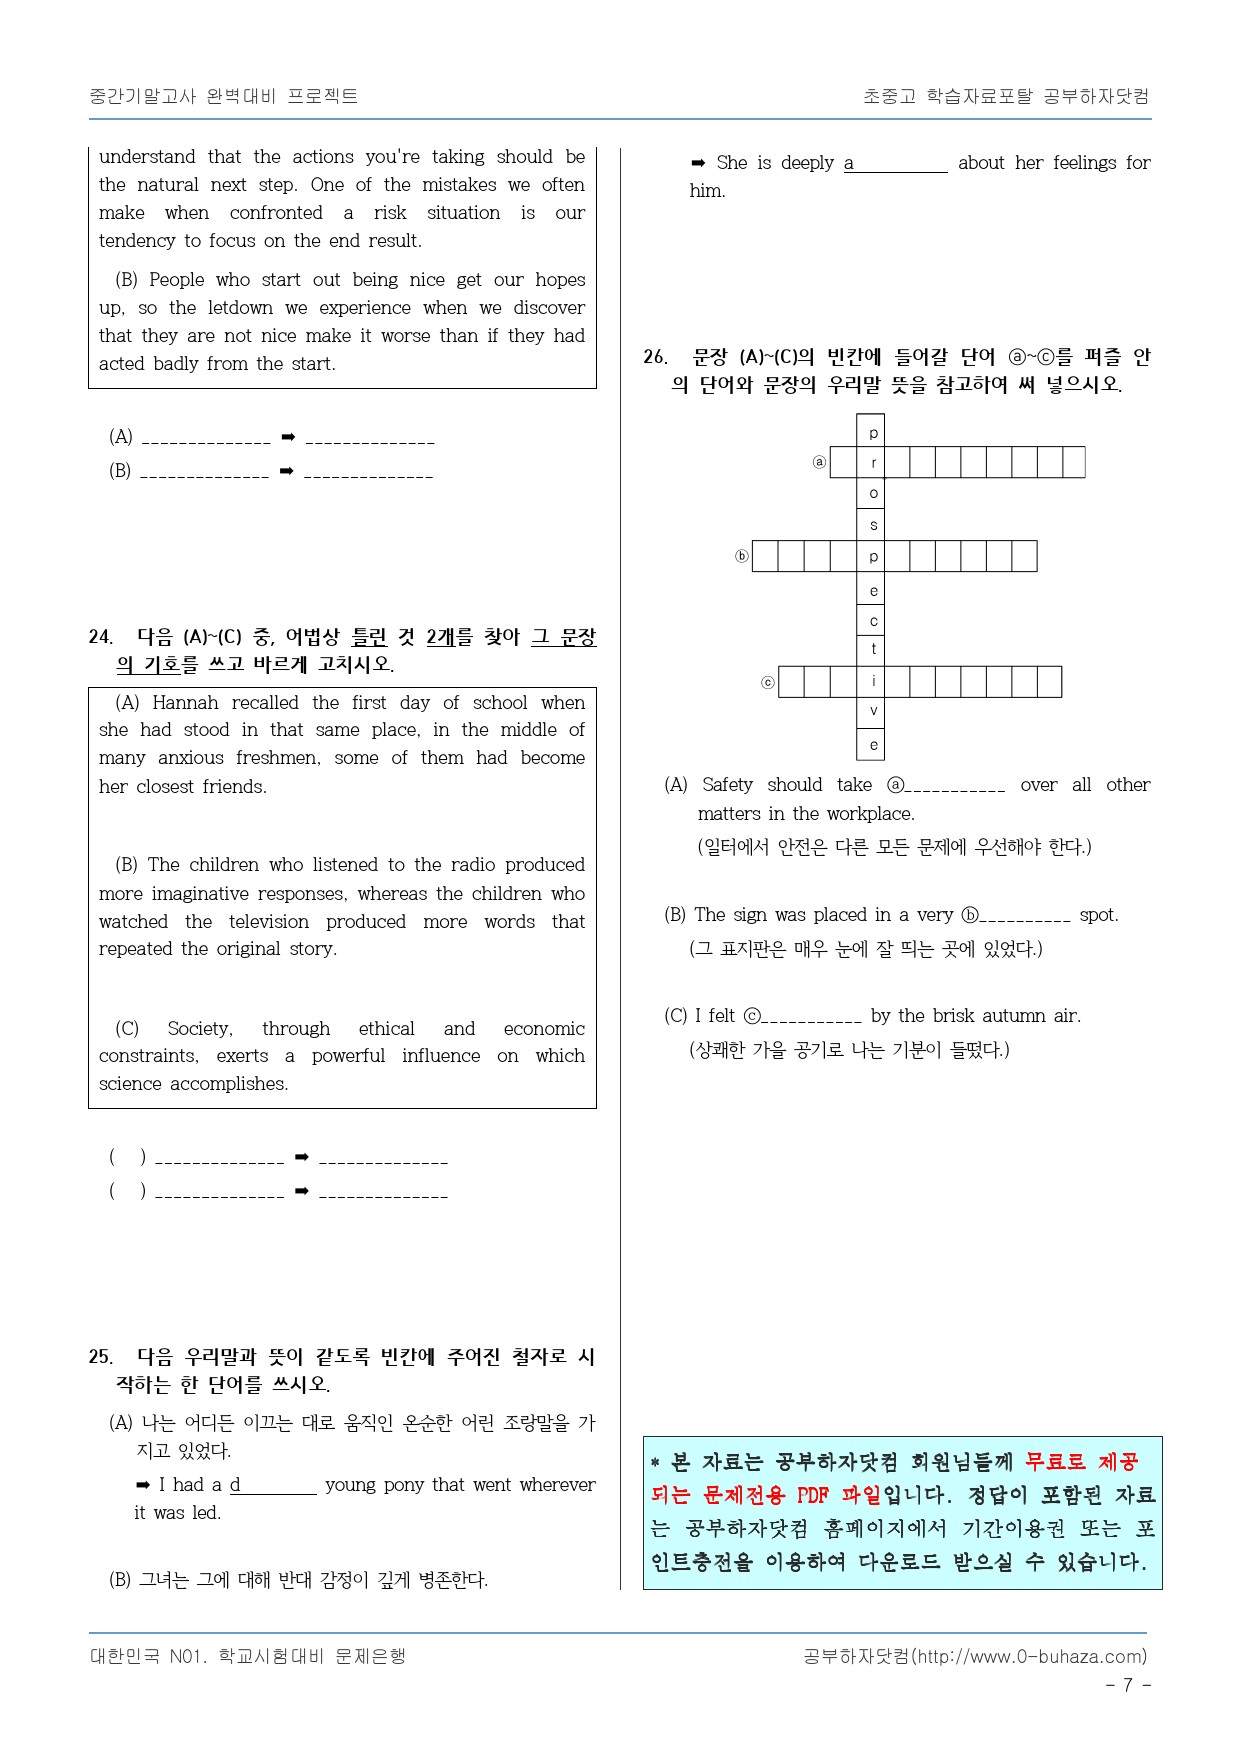 중간기말고사 완벽대비 프로젝트
초중고 학습자료포탈 공부하자닷컴
understand that the actions you're taking should be
the natural next step. One of the mistakes we often
make when confronted a risk situation is our
tendency to focus on the end result.
(B) People who start out being nice get our hopes
up, so the letdown we experience when we discover
that they are not nice make it worse than if they had
acted badly from the start.
(A) ______________ ➡ ______________
(B) ______________ ➡ ______________
24. 다음 (A)~(C) 중, 어법상 틀린 것 2개를 찾아 그 문장
의 기호를 쓰고 바르게 고치시오.
(A) Hannah recalled the first day of school when
she had stood in that same place, in the middle of
many anxious freshmen, some of them had become
her closest friends.
(B) The children who listened to the radio produced
more imaginative responses, whereas the children who
watched the television produced more words that
repeated the original story.
(C) Society, through ethical and economic
constraints, exerts a powerful influence on which
science accomplishes.
( ) ______________ ➡ ______________
( ) ______________ ➡ ______________
25. 다음 우리말과 뜻이 같도록 빈칸에 주어진 철자로 시
작하는 한 단어를 쓰시오.
(A) 나는 어디든 이끄는 대로 움직인 온순한 어린 조랑말을 가
지고 있었다.
➡ I had a d________ young pony that went wherever
it was led.
(B) 그녀는 그에 대해 반대 감정이 깊게 병존한다.
➡ She is deeply a__________ about her feelings for
him.
26. 문장 (A)~(C)의 빈칸에 들어갈 단어 ⓐ~ⓒ를 퍼즐 안
의 단어와 문장의 우리말 뜻을 참고하여 써 넣으시오.
p
ⓐ r
o
s
ⓑ p
e
c
t
ⓒ i
v
e
(A) Safety should take ⓐ___________ over all other
matters in the workplace.
(일터에서 안전은 다른 모든 문제에 우선해야 한다.)
(B) The sign was placed in a very ⓑ__________ spot.
(그 표지판은 매우 눈에 잘 띄는 곳에 있었다.)
(C) I felt ⓒ___________ by the brisk autumn air.
(상쾌한 가을 공기로 나는 기분이 들떴다.)
* 본 자료는 공부하자닷컴 회원님들께 무료로 제공
되는 문제전용 PDF 파일입니다. 정답이 포함된 자료
는 공부하자닷컴 홈페이지에서 기간이용권 또는 포
인트충전을 이용하여 다운로드 받으실 수 있습니다.
대한민국 N01. 학교시험대비 문제은행
공부하자닷컴(http://www.0-buhaza.com)
- 7 -